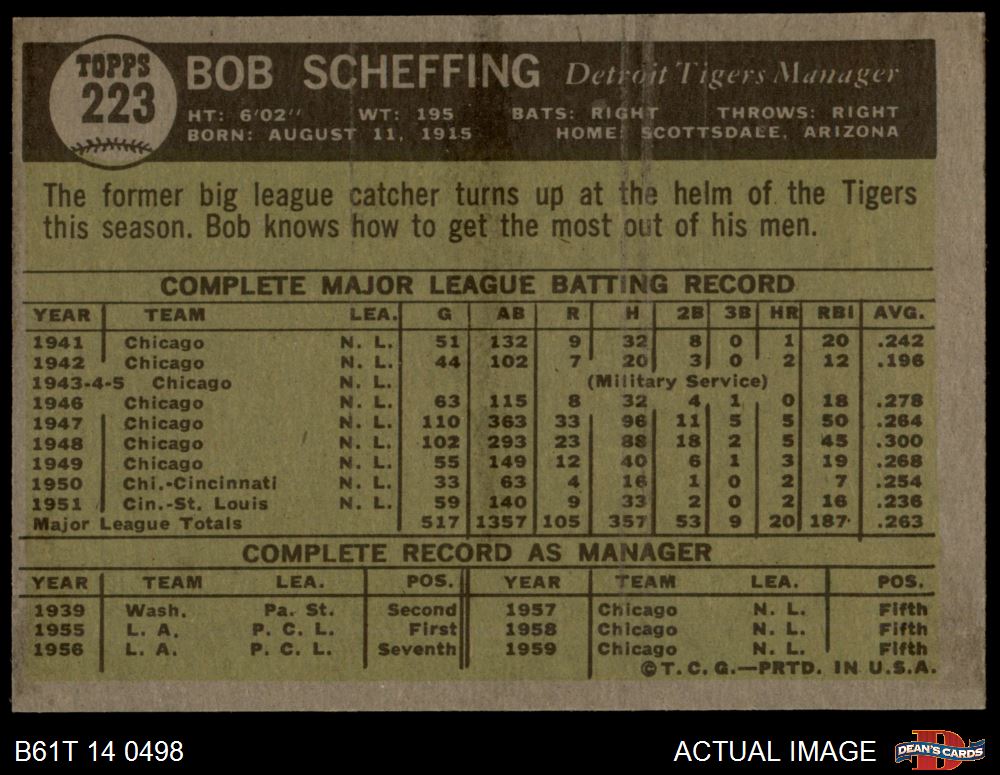 TOPPS
223
BOB SCHEFFING Detroit Tigers Manager
HT: 6'02" WT: 195 BATS: RIGHT THROWS: RIGHT
BORN: AUGUST 11, 1915 HOME: SCOTTSDALE, ARIZONA
The former big league catcher turns up at the helm of the Tigers
this season. Bob knows how to get the most out of his men.
COMPLETE MAJOR LEAGUE BATTING RECORD
YEAR TEAM LEA. G AB R H 2B 3B HR RBI AVG.
1941 Chicago N. L. 51 132 9 32 8 0 1 20 .242
1942 Chicago N. L. 44 102 7 20 3 0 2 12 .196
1943-4-5 Chicago N. L. (Military Service)
1946 Chicago N. L. 63 115 8 32 4 1 0 18 .278
1947 Chicago N. L. 110 363 33 96 11 5 5 50 .264
1948 Chicago N. L. 102 293 23 88 18 2 5 45 .300
1949 Chicago N. L. 55 149 12 40 6 1 3 19 .268
1950 Chi.-Cincinnati N. L. 33 63 4 16 1 0 2 7 .254
1951 Cin.-St. Louis N. L. 59 140 9 33 2 0 2 16 .236
Major League Totals 517 1357 105 357 53 9 20 187 .263
COMPLETE RECORD AS MANAGER
YEAR TEAM LEA. POS. YEAR TEAM LEA. POS.
1939 Wash. Pa. St. Second 1957 Chicago N. L. Fifth
1955 L. A. P. C. L. First 1958 Chicago N. L. Fifth
1956 L. A. P. C. L. Seventh 1959 Chicago N. L. Fifth
©T.C.G.—PRTD. IN U.S.A.
B61T 14 0498 ACTUAL IMAGE DEAN'S CARDS